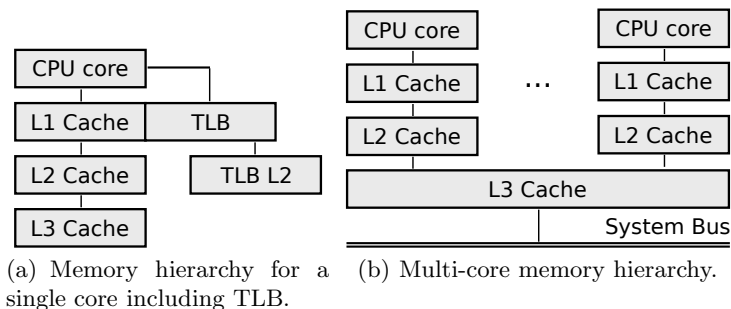 CPU core
L1 Cache TLB
L2 Cache TLB L2
L3 Cache
(a) Memory hierarchy for a
single core including TLB.
CPU core CPU core
L1 Cache ... L1 Cache
L2 Cache L2 Cache
L3 Cache
System Bus
(b) Multi-core memory hierarchy.